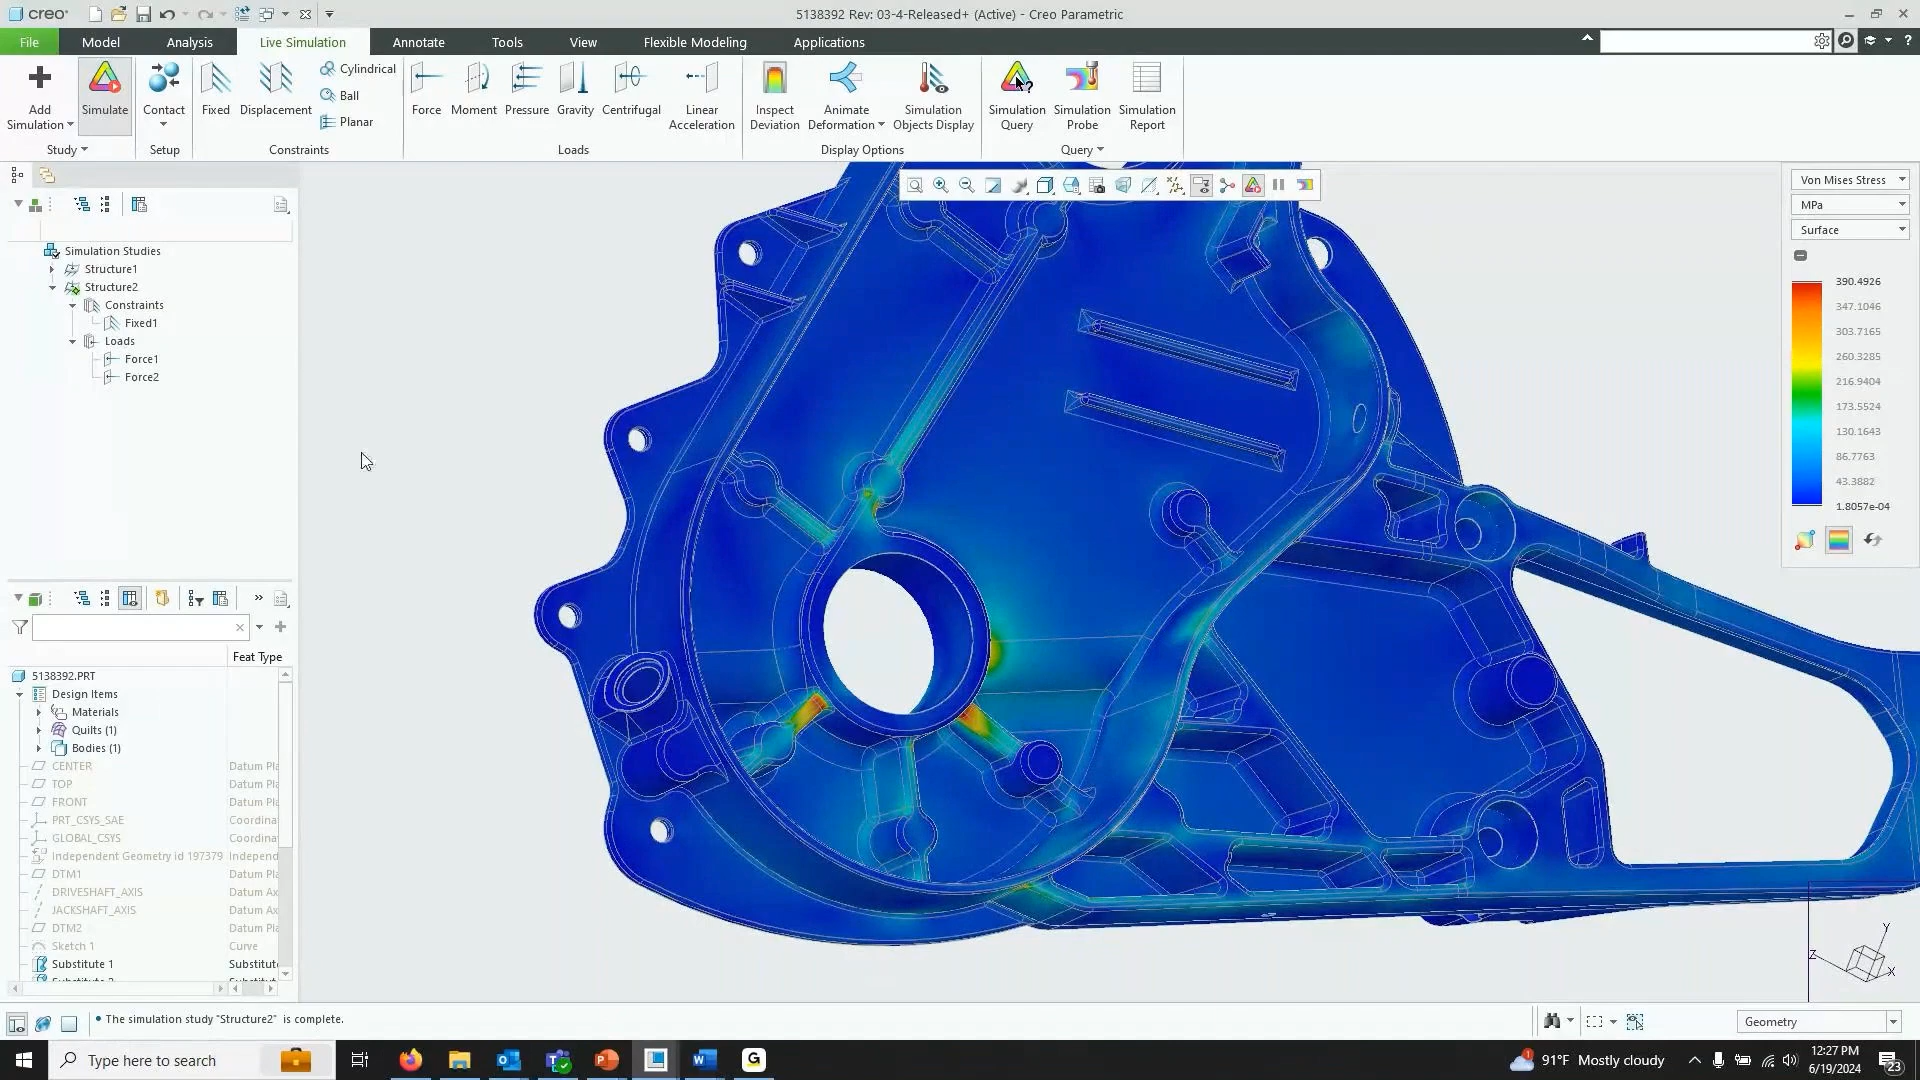 creo
5138392 Rev: 03-4-Released+ (Active) - Creo Parametric
File
Model
Analysis
Live Simulation
Annotate
Tools
View
Flexible Modeling
Applications
Add
Simulation
Simulate
Contact
Fixed
Displacement
Cylindrical
Ball
Planar
Force
Moment
Pressure
Gravity
Centrifugal
Linear
Acceleration
Inspect
Deviation
Animate
Deformation
Simulation
Objects Display
Simulation
Query
Simulation
Probe
Simulation
Report
Study
Setup
Constraints
Loads
Display Options
Query
Simulation Studies
Structure1
Structure2
Constraints
Fixed1
Loads
Force1
Force2
Feat Type
5138392.PRT
Design Items
Materials
Quilts (1)
Bodies (1)
CENTER Datum Pla
TOP Datum Pla
FRONT Datum Pla
PRT_CSYS_SAE Coordina
GLOBAL_CSYS Coordina
Independent Geometry id 197379 Independ
DTM1 Datum Pla
DRIVESHAFT_AXIS Datum Ax
JACKSHAFT_AXIS Datum Ax
DTM2 Datum Pla
Sketch 1 Curve
Substitute 1 Substitut
Von Mises Stress
MPa
Surface
390.4926
347.1046
303.7165
260.3285
216.9404
173.5524
130.1643
86.7763
43.3882
1.8057e-04
Y
Z
X
• The simulation study "Structure2" is complete.
Geometry
Type here to search
91°F Mostly cloudy
12:27 PM
6/19/2024
23